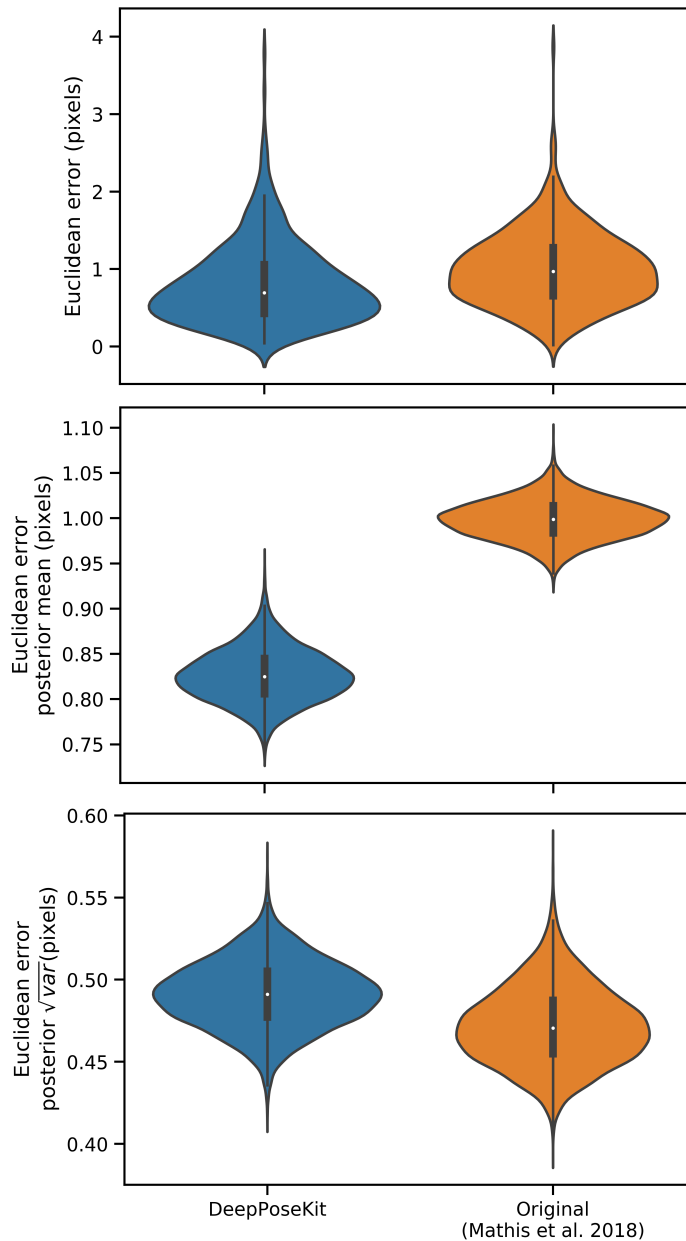 Euclidean error (pixels)
4
3
2
1
0
Euclidean error
posterior mean (pixels)
1.10
1.05
1.00
0.95
0.90
0.85
0.80
0.75
Euclidean error
posterior √var(pixels)
0.60
0.55
0.50
0.45
0.40
DeepPoseKit
Original
(Mathis et al. 2018)